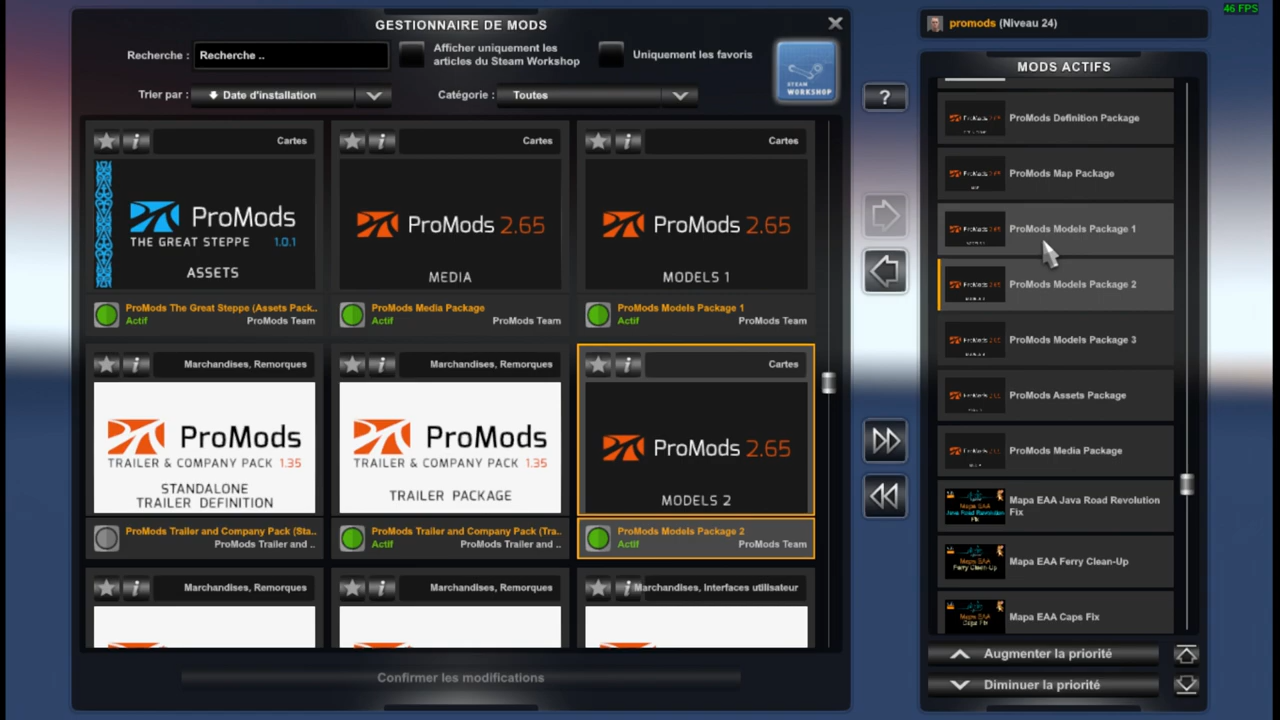 46 FPS
GESTIONNAIRE DE MODS
Recherche :
Recherche ..
Afficher uniquement les
articles du Steam Workshop
Uniquement les favoris
STEAM
WORKSHOP
Trier par :
Date d'installation
Catégorie :
Toutes
Cartes
ProMods
THE GREAT STEPPE 1.0.1
ASSETS
ProMods The Great Steppe (Assets Pack..
Actif
ProMods Team
Cartes
ProMods 2.65
MEDIA
ProMods Media Package
Actif
ProMods Team
Cartes
ProMods 2.65
MODELS 1
ProMods Models Package 1
Actif
ProMods Team
Marchandises, Remorques
ProMods
TRAILER & COMPANY PACK 1.35
STANDALONE
TRAILER DEFINITION
ProMods Trailer and Company Pack (Sta..
ProMods Trailer and ..
Marchandises, Remorques
ProMods
TRAILER & COMPANY PACK 1.35
TRAILER PACKAGE
ProMods Trailer and Company Pack (Tra..
Actif
ProMods Trailer and ..
Cartes
ProMods 2.65
MODELS 2
ProMods Models Package 2
Actif
ProMods Team
Marchandises, Remorques
Marchandises, Remorques
Marchandises, Interfaces utilisateur
Confirmer les modifications
?
promods (Niveau 24)
MODS ACTIFS
ProMods Definition Package
ProMods Map Package
ProMods Models Package 1
ProMods Models Package 2
ProMods Models Package 3
ProMods Assets Package
ProMods Media Package
Mapa EAA Java Road Revolution
Fix
Mapa EAA Ferry Clean-Up
Mapa EAA Caps Fix
Augmenter la priorité
Diminuer la priorité